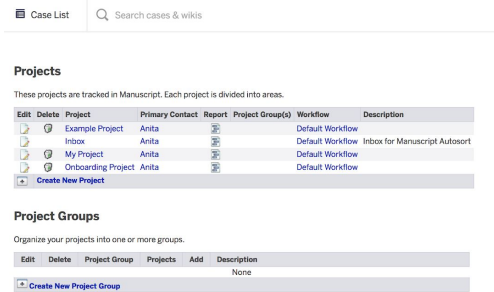 Case List Search cases & wikis
Projects
These projects are tracked in Manuscript. Each project is divided into areas.
Edit Delete Project Primary Contact Report Project Group(s) Workflow Description
Example Project Anita Default Workflow
Inbox Anita Default Workflow Inbox for Manuscript Autosort
My Project Anita Default Workflow
Onboarding Project Anita Default Workflow
Create New Project
Project Groups
Organize your projects into one or more groups.
Edit Delete Project Group Projects Add Description
None
Create New Project Group